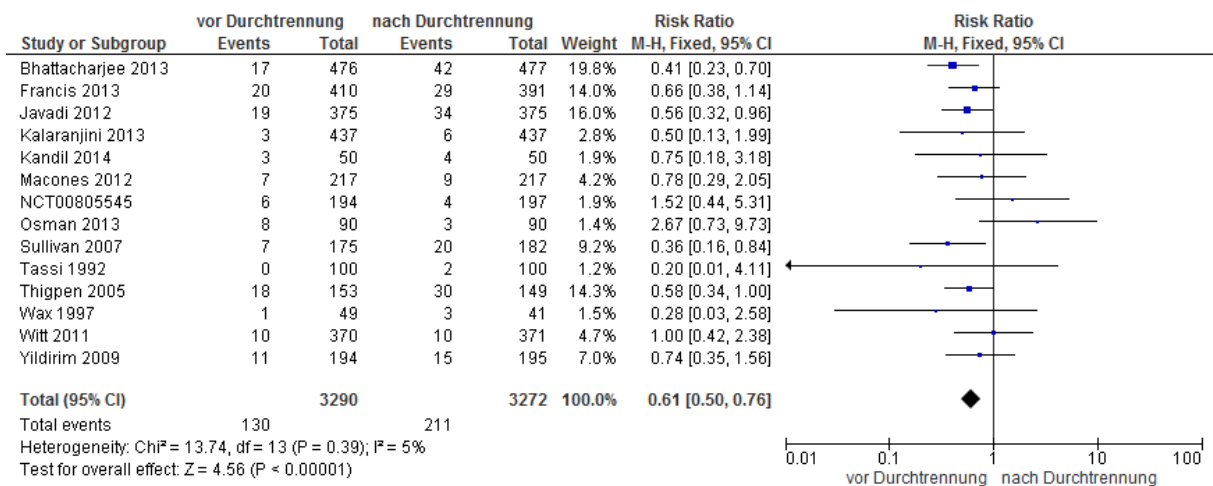 vor Durchtrennung nach Durchtrennung Risk Ratio Risk Ratio
Study or Subgroup Events Total Events Total Weight M-H, Fixed, 95% CI M-H, Fixed, 95% CI
Bhattacharjee 2013 17 476 42 477 19.8% 0.41 [0.23, 0.70]
Francis 2013 20 410 29 391 14.0% 0.66 [0.38, 1.14]
Javadi 2012 19 375 34 375 16.0% 0.56 [0.32, 0.96]
Kalaranjini 2013 3 437 6 437 2.8% 0.50 [0.13, 1.99]
Kandil 2014 3 50 4 50 1.9% 0.75 [0.18, 3.18]
Macones 2012 7 217 9 217 4.2% 0.78 [0.29, 2.05]
NCT00805545 6 194 4 197 1.9% 1.52 [0.44, 5.31]
Osman 2013 8 90 3 90 1.4% 2.67 [0.73, 9.73]
Sullivan 2007 7 175 20 182 9.2% 0.36 [0.16, 0.84]
Tassi 1992 0 100 2 100 1.2% 0.20 [0.01, 4.11]
Thigpen 2005 18 153 30 149 14.3% 0.58 [0.34, 1.00]
Wax 1997 1 49 3 41 1.5% 0.28 [0.03, 2.58]
Witt 2011 10 370 10 371 4.7% 1.00 [0.42, 2.38]
Yildirim 2009 11 194 15 195 7.0% 0.74 [0.35, 1.56]
Total (95% CI) 3290 3272 100.0% 0.61 [0.50, 0.76]
Total events 130 211
Heterogeneity: Chi² = 13.74, df = 13 (P = 0.39); I² = 5%
Test for overall effect: Z = 4.56 (P < 0.00001)
0.01 0.1 1 10 100
vor Durchtrennung nach Durchtrennung